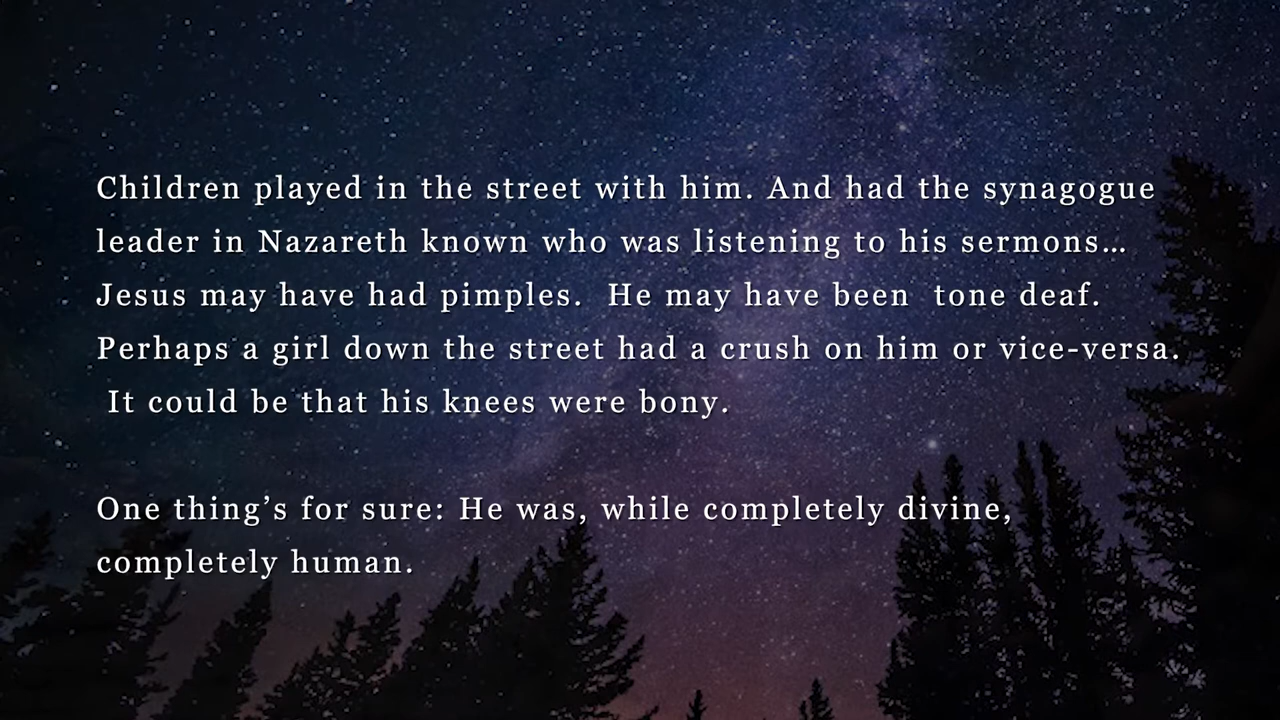 Children played in the street with him. And had the synagogue
leader in Nazareth known who was listening to his sermons…
Jesus may have had pimples.  He may have been  tone deaf.
Perhaps a girl down the street had a crush on him or vice-versa.
It could be that his knees were bony.
One thing’s for sure: He was, while completely divine,
completely human.